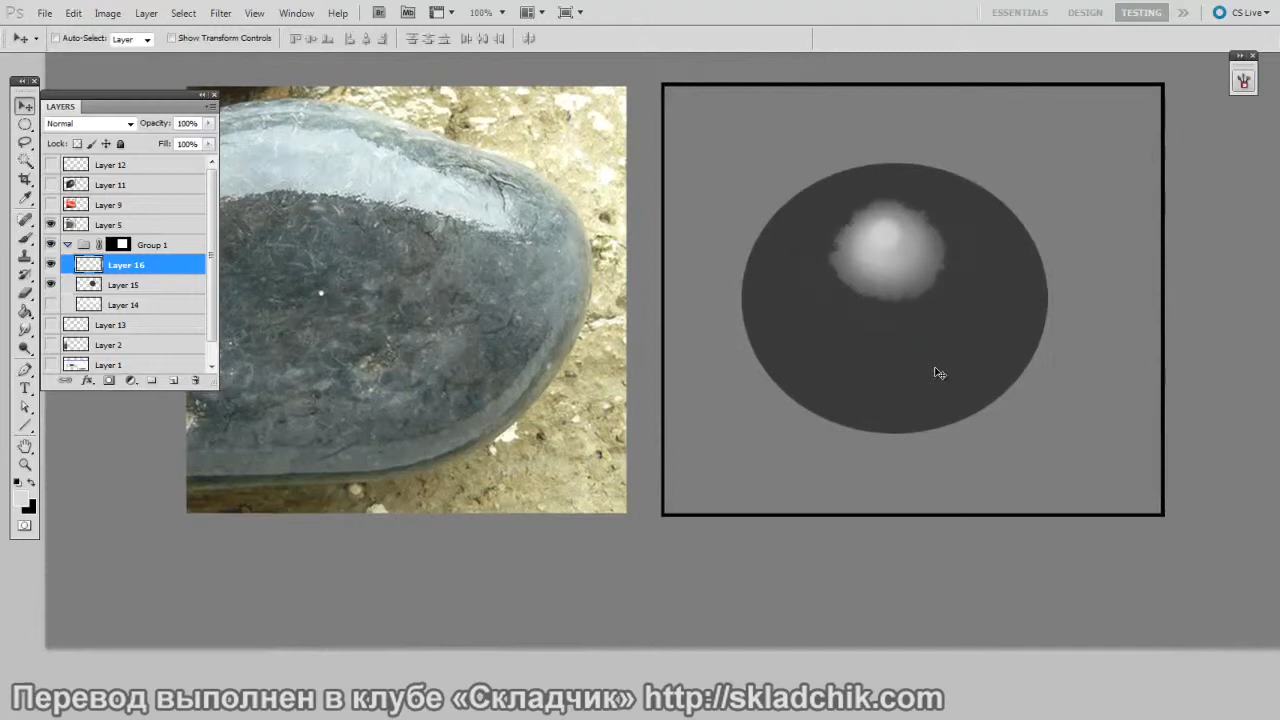 Ps File Edit Image Layer Select Filter View Window Help Br Mb 100% ESSENTIALS DESIGN TESTING CS Live
Auto-Select: Layer Show Transform Controls
LAYERS
Normal Opacity: 100%
Lock: Fill: 100%
Layer 12
Layer 11
Layer 9
Layer 5
Group 1
Layer 16
Layer 15
Layer 14
Layer 13
Layer 2
Layer 1
Перевод выполнен в клубе «Складчик» http://skladchik.com